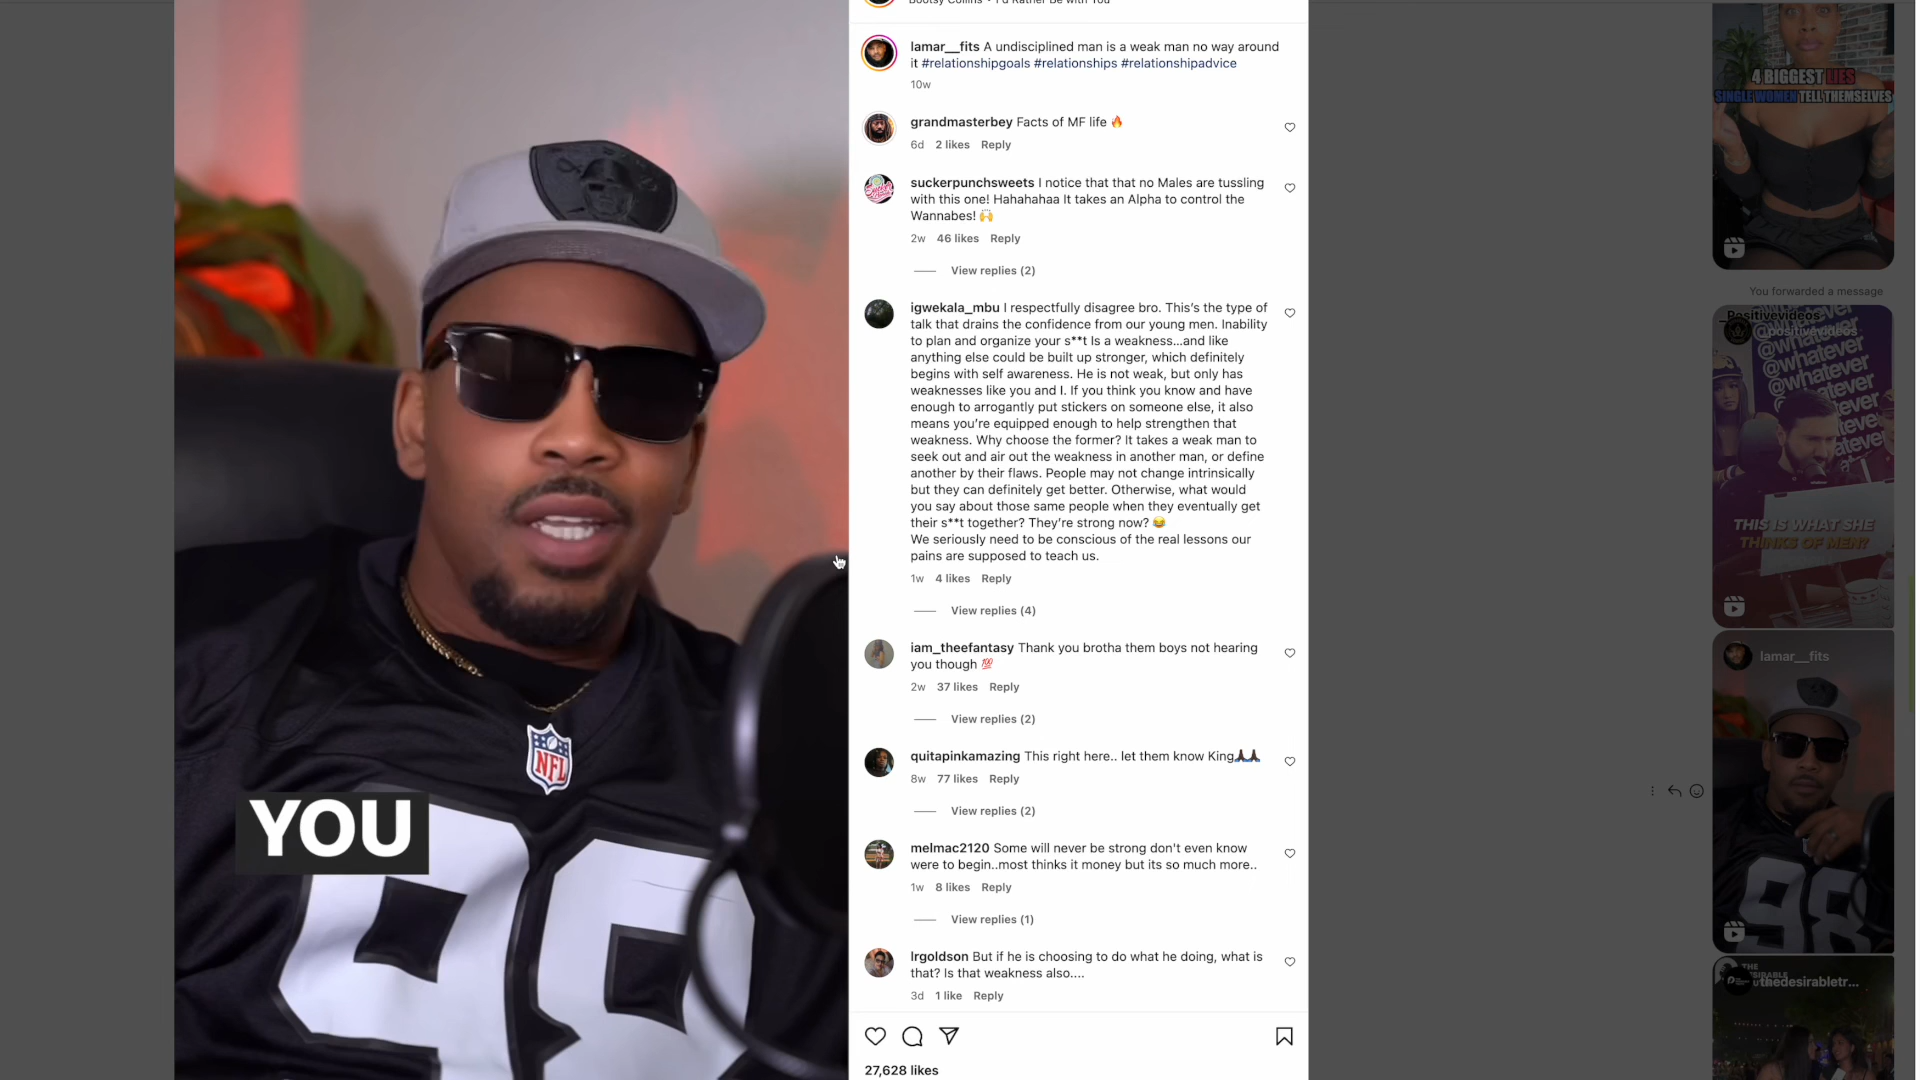 Bootsy Collins • I'd Rather Be with You
lamar__fits A undisciplined man is a weak man no way around
it #relationshipgoals #relationships #relationshipadvice
10w
grandmasterbey Facts of MF life 🔥
6d 2 likes Reply
suckerpunchsweets I notice that that no Males are tussling
with this one! Hahahahaa It takes an Alpha to control the
Wannabes! 🙌
2w 46 likes Reply
View replies (2)
igwekala_mbu I respectfully disagree bro. This’s the type of
talk that drains the confidence from our young men. Inability
to plan and organize your s**t Is a weakness...and like
anything else could be built up stronger, which definitely
begins with self awareness. He is not weak, but only has
weaknesses like you and I. If you think you know and have
enough to arrogantly put stickers on someone else, it also
means you’re equipped enough to help strengthen that
weakness. Why choose the former? It takes a weak man to
seek out and air out the weakness in another man, or define
another by their flaws. People may not change intrinsically
but they can definitely get better. Otherwise, what would
you say about those same people when they eventually get
their s**t together? They’re strong now? 😂
We seriously need to be conscious of the real lessons our
pains are supposed to teach us.
1w 4 likes Reply
View replies (4)
iam_theefantasy Thank you brotha them boys not hearing
you though 💯
2w 37 likes Reply
View replies (2)
quitapinkamazing This right here.. let them know King🙏🏿🙏🏿
8w 77 likes Reply
View replies (2)
melmac2120 Some will never be strong don't even know
were to begin..most thinks it money but its so much more..
1w 8 likes Reply
View replies (1)
lrgoldson But if he is choosing to do what he doing, what is
that? Is that weakness also....
3d 1 like Reply
27,628 likes
NFL
YOU
98
4 BIGGEST LIES
SINGLE WOMEN TELL THEMSELVES
You forwarded a message
Positivevideos
@positivevideos
@whatever
@whatever
@whatever
whatever
THIS IS WHAT SHE
THINKS OF MEN?
lamar__fits
98
THE
DESIRABLE
thedesirabletr...